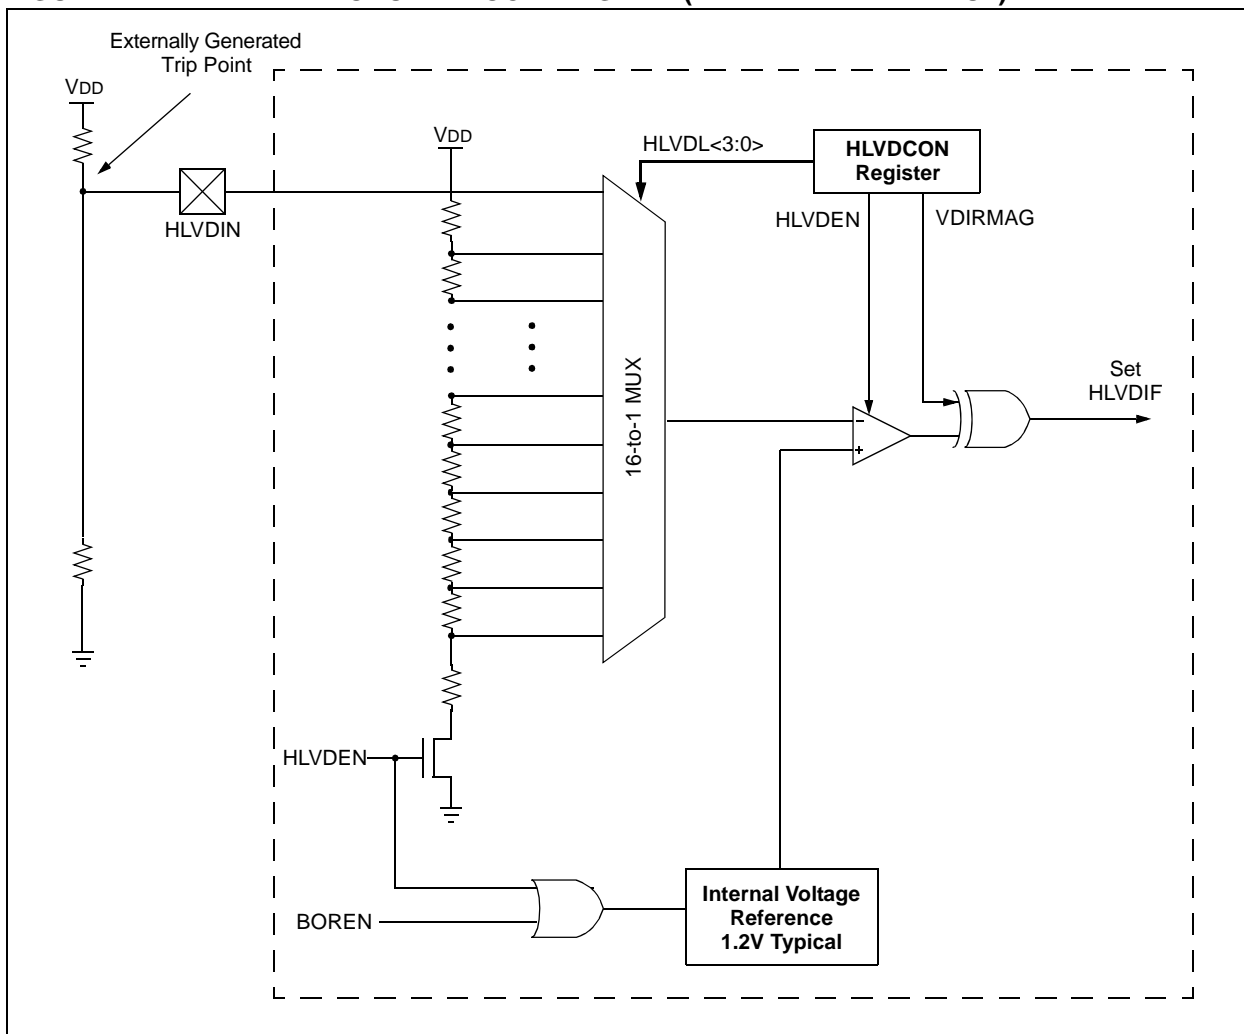 Externally Generated
Trip Point
VDD
VDD
HLVDL<3:0>
HLVDCON
Register
HLVDIN
HLVDEN
VDIRMAG
16-to-1 MUX
Set
HLVDIF
-
+
HLVDEN
BOREN
Internal Voltage
Reference
1.2V Typical